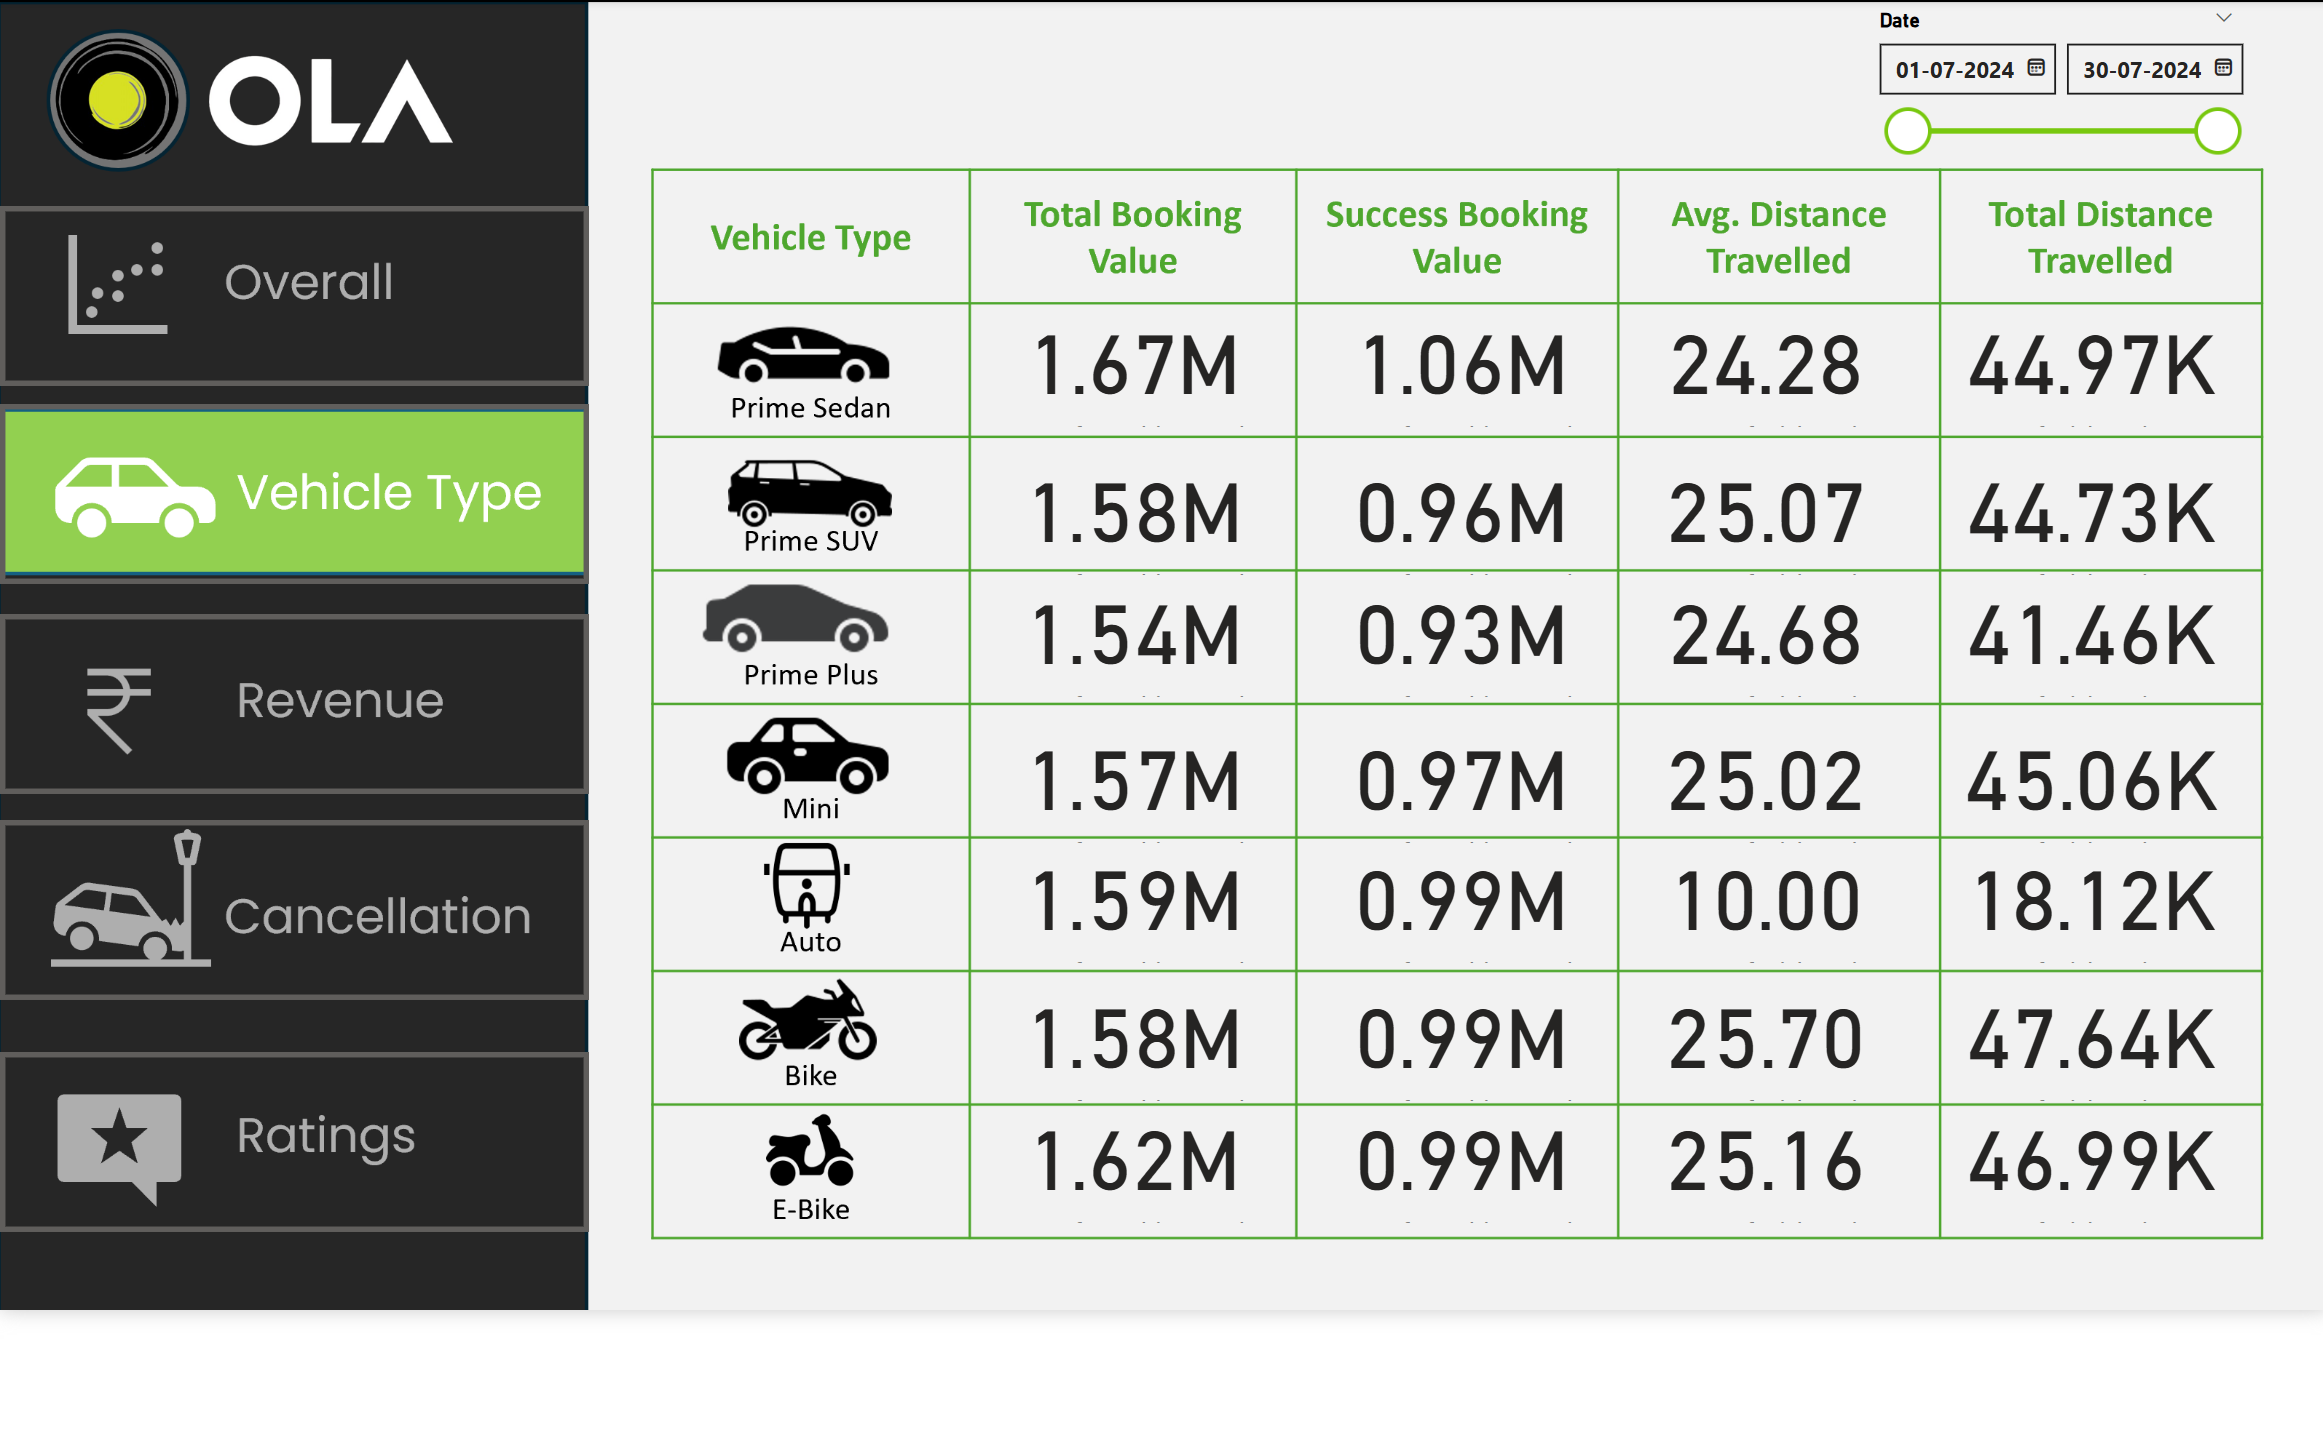 OLA
Date
01-07-2024 30-07-2024
Overall
Vehicle Type
Revenue
Cancellation
Ratings
Vehicle Type
Total Booking
Value
Success Booking
Value
Avg. Distance
Travelled
Total Distance
Travelled
Prime Sedan
1.67M 1.06M 24.28 44.97K
Prime SUV
1.58M 0.96M 25.07 44.73K
Prime Plus
1.54M 0.93M 24.68 41.46K
Mini
1.57M 0.97M 25.02 45.06K
Auto
1.59M 0.99M 10.00 18.12K
Bike
1.58M 0.99M 25.70 47.64K
E-Bike
1.62M 0.99M 25.16 46.99K